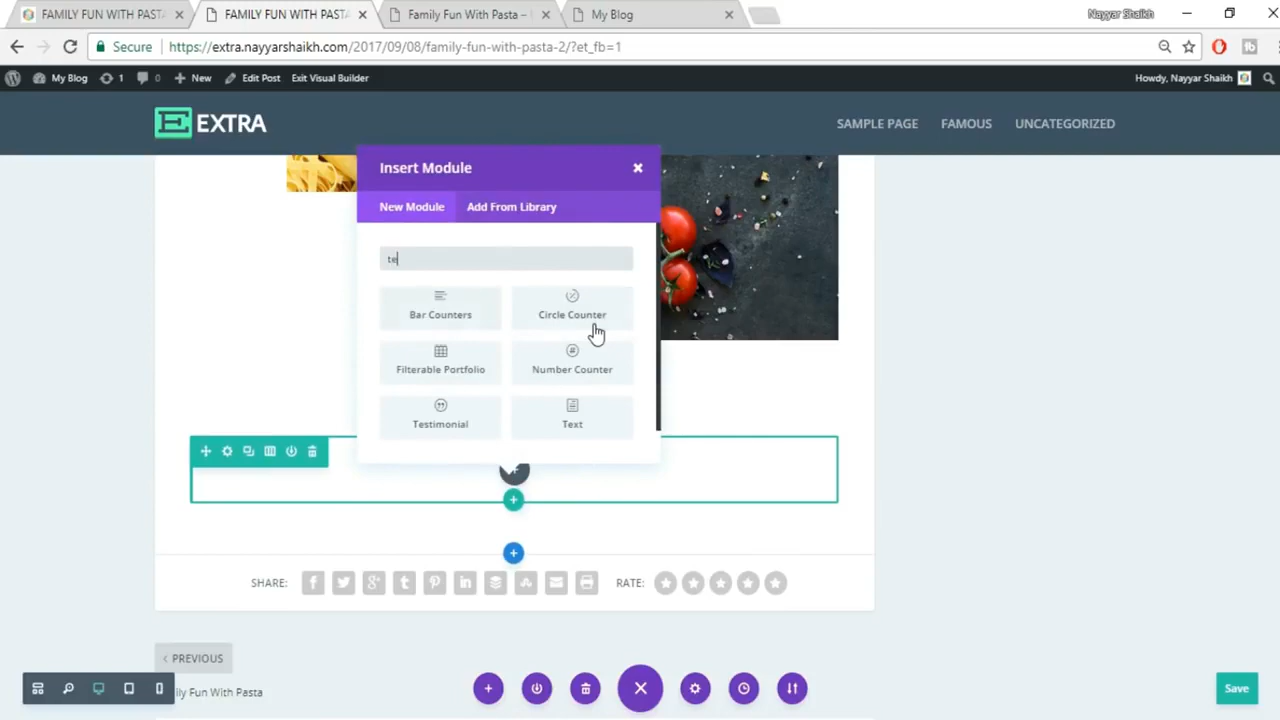 FAMILY FUN WITH PASTA
FAMILY FUN WITH PASTA
Family Fun With Pasta –
My Blog
Nayyar Shaikh
Secure
https://extra.nayyarshaikh.com/2017/09/08/family-fun-with-pasta-2/?et_fb=1
My Blog
1
0
New
Edit Post
Exit Visual Builder
Howdy, Nayyar Shaikh
E EXTRA
SAMPLE PAGE
FAMOUS
UNCATEGORIZED
Insert Module
New Module
Add From Library
te
Bar Counters
Circle Counter
Filterable Portfolio
Number Counter
Testimonial
Text
SHARE:
RATE:
PREVIOUS
ily Fun With Pasta
Save